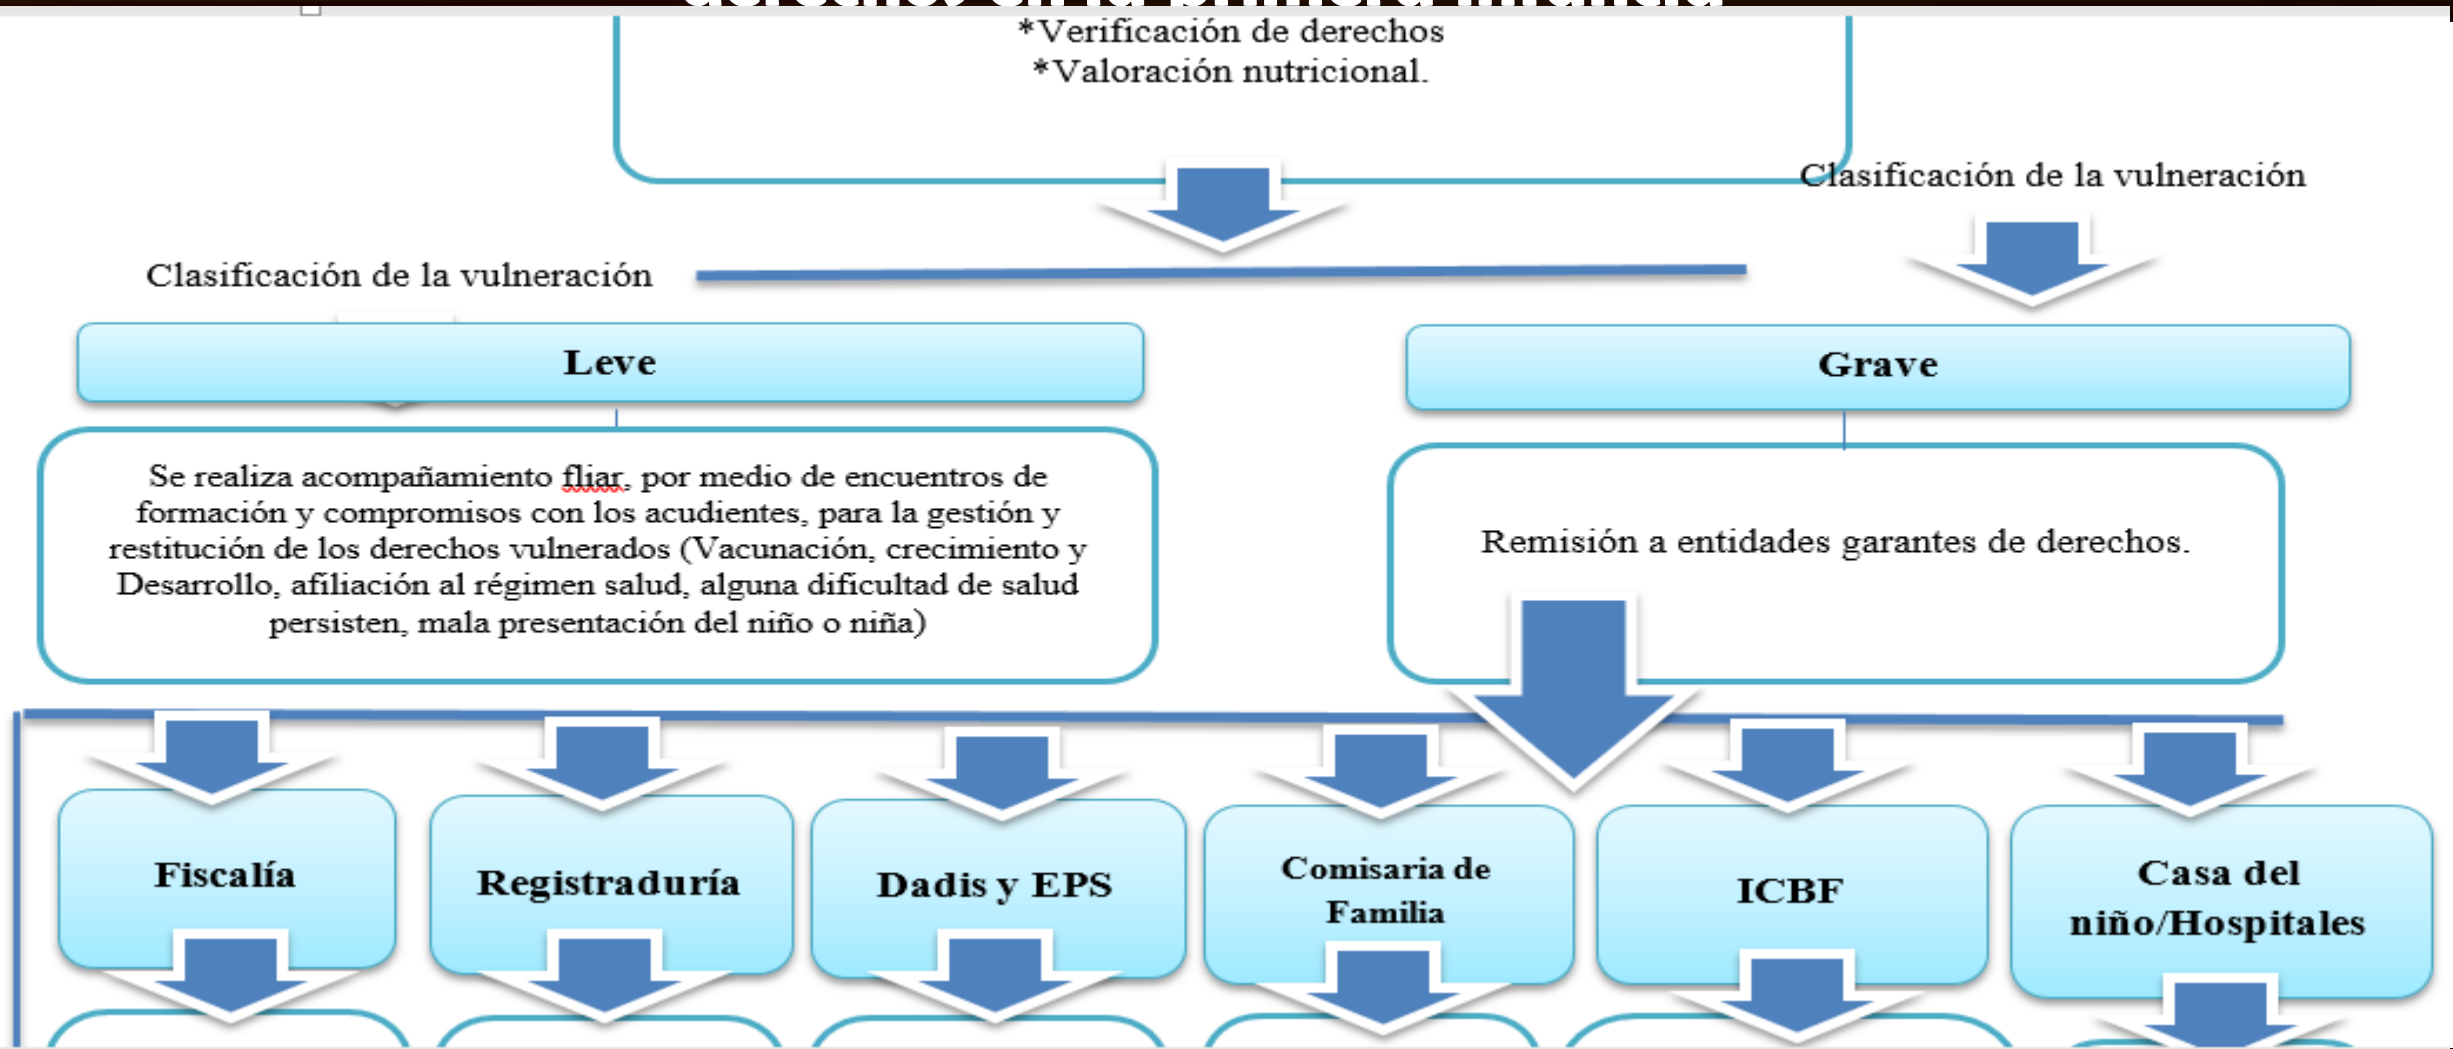 *Verificación de derechos
*Valoración nutricional.
Clasificación de la vulneración
Clasificación de la vulneración
Leve
Grave
Se realiza acompañamiento fliar, por medio de encuentros de
formación y compromisos con los acudientes, para la gestión y
restitución de los derechos vulnerados (Vacunación, crecimiento y
Desarrollo, afiliación al régimen salud, alguna dificultad de salud
persisten, mala presentación del niño o niña)
Remisión a entidades garantes de derechos.
Fiscalía
Registraduría
Dadis y EPS
Comisaria de
Familia
ICBF
Casa del
niño/Hospitales